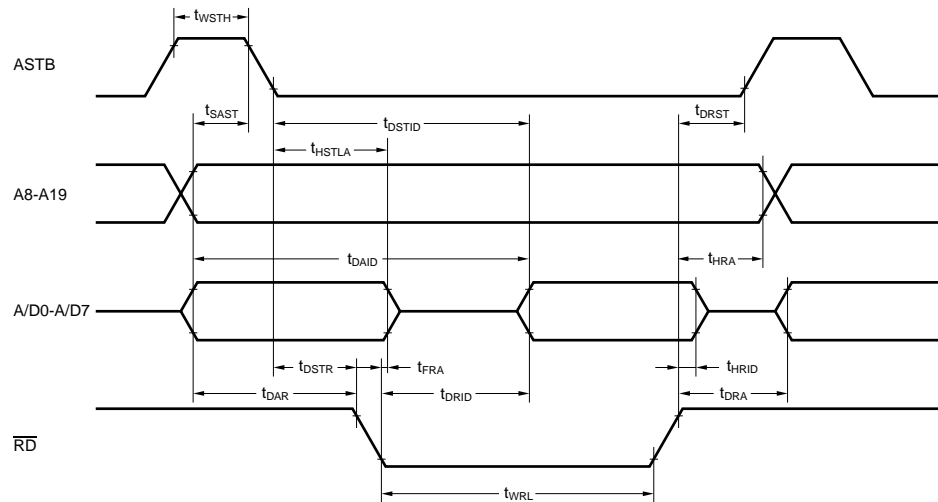 tWSTH
ASTB
tSAST
tDSTID
tDRST
tHSTLA
A8-A19
tDAID
tHRA
A/D0-A/D7
tDSTR
tFRA
tHRID
tDAR
tDRID
tDRA
RD
tWRL